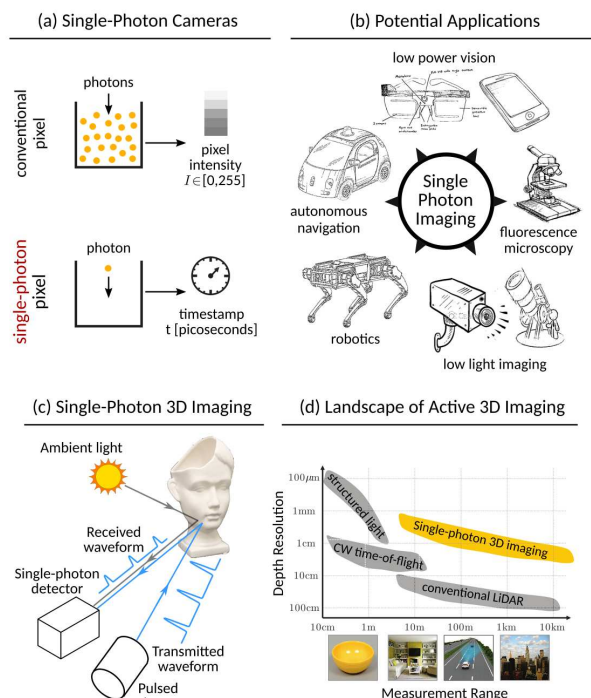 (a) Single-Photon Cameras
conventional
pixel
photons
pixel
intensity
I∈[0,255]
single-photon
pixel
photon
timestamp
t [picoseconds]
(b) Potential Applications
low power vision
autonomous
navigation
Single
Photon
Imaging
fluorescence
microscopy
robotics
low light imaging
(c) Single-Photon 3D Imaging
Ambient light
Received
waveform
Single-photon
detector
Transmitted
waveform
Pulsed
(d) Landscape of Active 3D Imaging
Depth Resolution
100μm
1mm
1cm
10cm
100cm
structured light
Single-photon 3D imaging
CW time-of-flight
conventional LiDAR
10cm
1m
10m
100m
1km
10km
Measurement Range